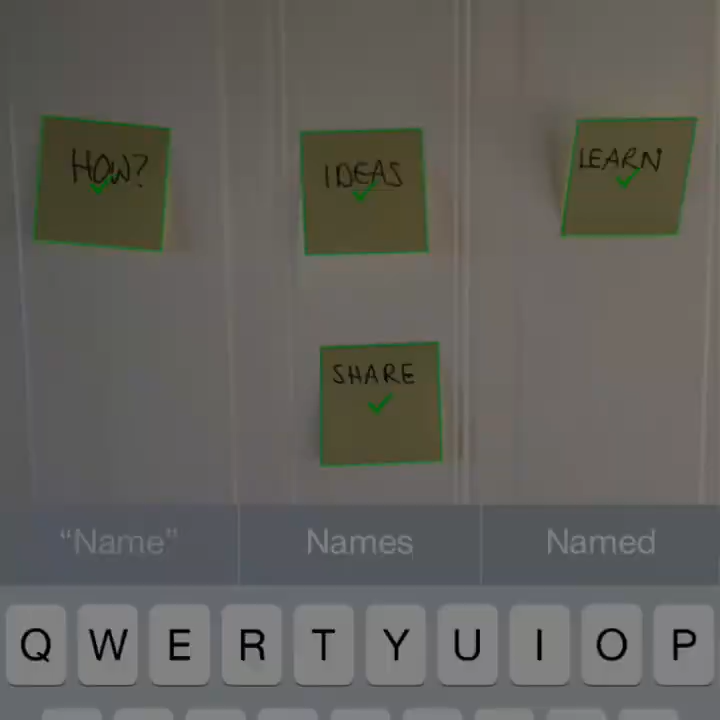 HOW?
IDEAS
LEARN
SHARE
“Name” Names Named
Q W E R T Y U I O P